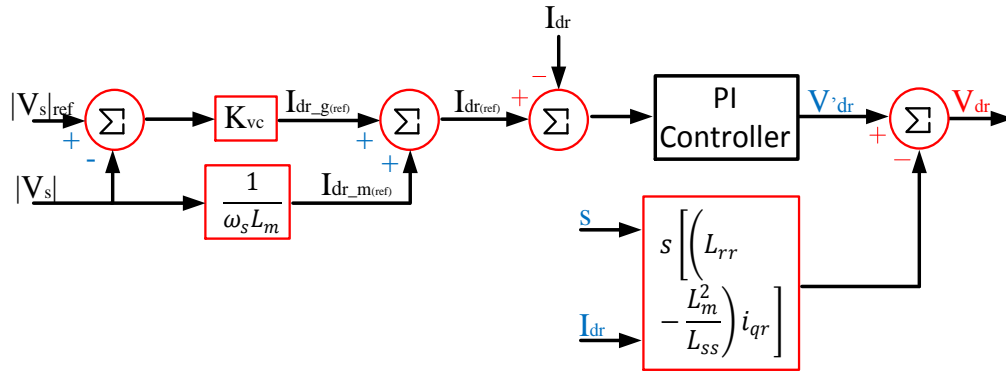 I_dr
|V_s|ref
+
-
Σ
K_vc
I_dr_g(ref)
+
+
Σ
I_dr(ref)
+
−
Σ
PI
Controller
V'_dr
+
−
Σ
V_dr
|V_s|
1
ω_s L_m
I_dr_m(ref)
s
I_dr
s[(L_rr
− L_m^2/L_ss) i_qr]